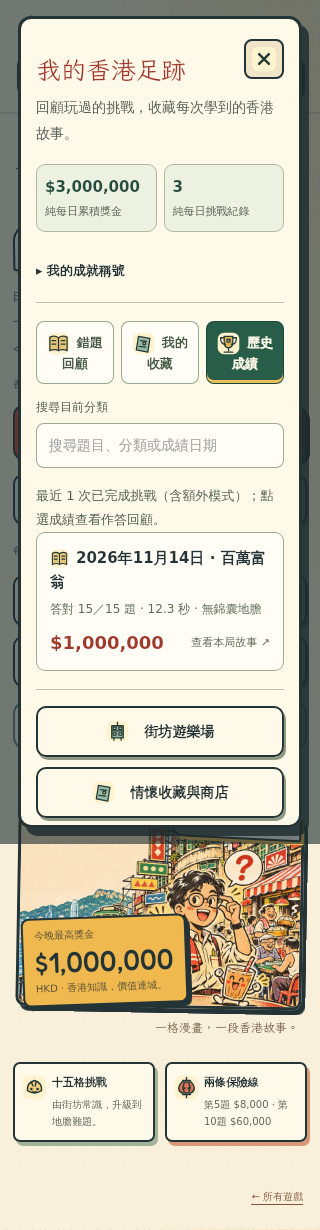 我的香港足跡
回顧玩過的挑戰，收藏每次學到的香港
故事。
$3,000,000
純每日累積獎金
3
純每日挑戰紀錄
▸ 我的成就稱號
錯題
回顧
我的
收藏
歷史
成績
搜尋目前分類
搜尋題目、分類或成績日期
最近 1 次已完成挑戰（含額外模式）；點
選成績查看作答回顧。
2026年11月14日 · 百萬富
翁
答對 15／15 題 · 12.3 秒 · 無錦囊地膽
$1,000,000
查看本局故事 ↗
街坊遊樂場
情懷收藏與商店
?
今晚最高獎金
$1,000,000
HKD · 香港知識，價值連城。
一格漫畫，一段香港故事。
十五格挑戰
由街坊常識，升級到
地膽難題。
兩條保險線
第5題 $8,000 · 第
10題 $60,000
← 所有遊戲